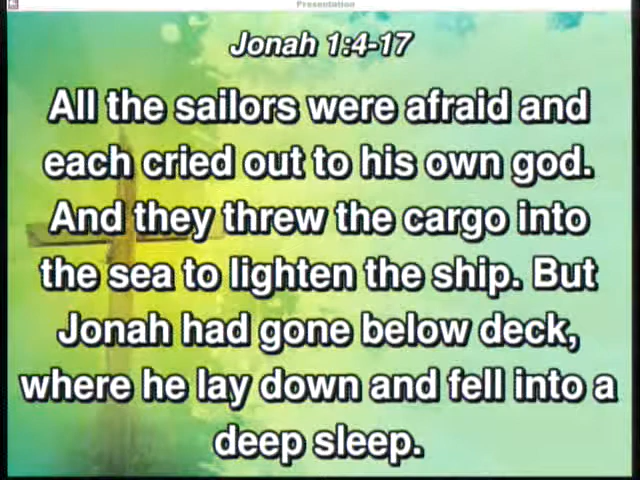 Presentation
Jonah 1:4-17
All the sailors were afraid and
each cried out to his own god.
And they threw the cargo into
the sea to lighten the ship. But
Jonah had gone below deck,
where he lay down and fell into a
deep sleep.